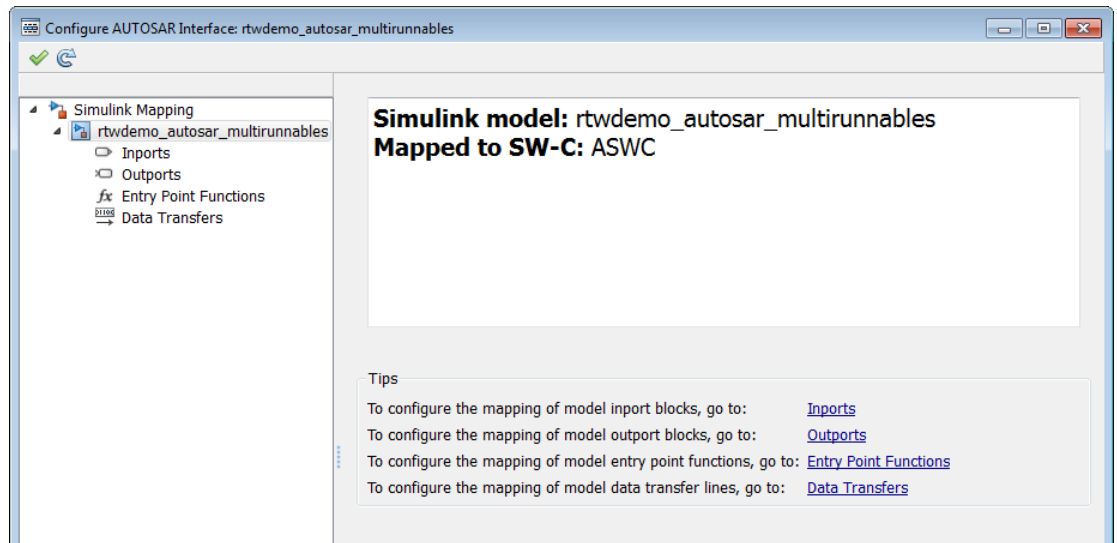 Configure AUTOSAR Interface: rtwdemo_autosar_multirunnables
Simulink Mapping
rtwdemo_autosar_multirunnables
Inports
Outports
fx Entry Point Functions
Data Transfers
Simulink model: rtwdemo_autosar_multirunnables
Mapped to SW-C: ASWC
Tips
To configure the mapping of model inport blocks, go to: Inports
To configure the mapping of model outport blocks, go to: Outports
To configure the mapping of model entry point functions, go to: Entry Point Functions
To configure the mapping of model data transfer lines, go to: Data Transfers